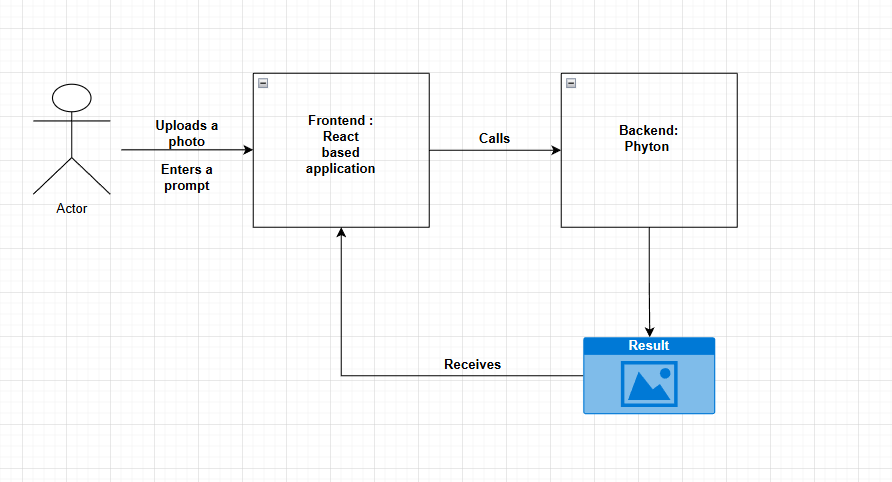 Uploads a
photo
Enters a
prompt
Actor
Frontend :
React
based
application
Calls
Backend:
Phyton
Result
Receives